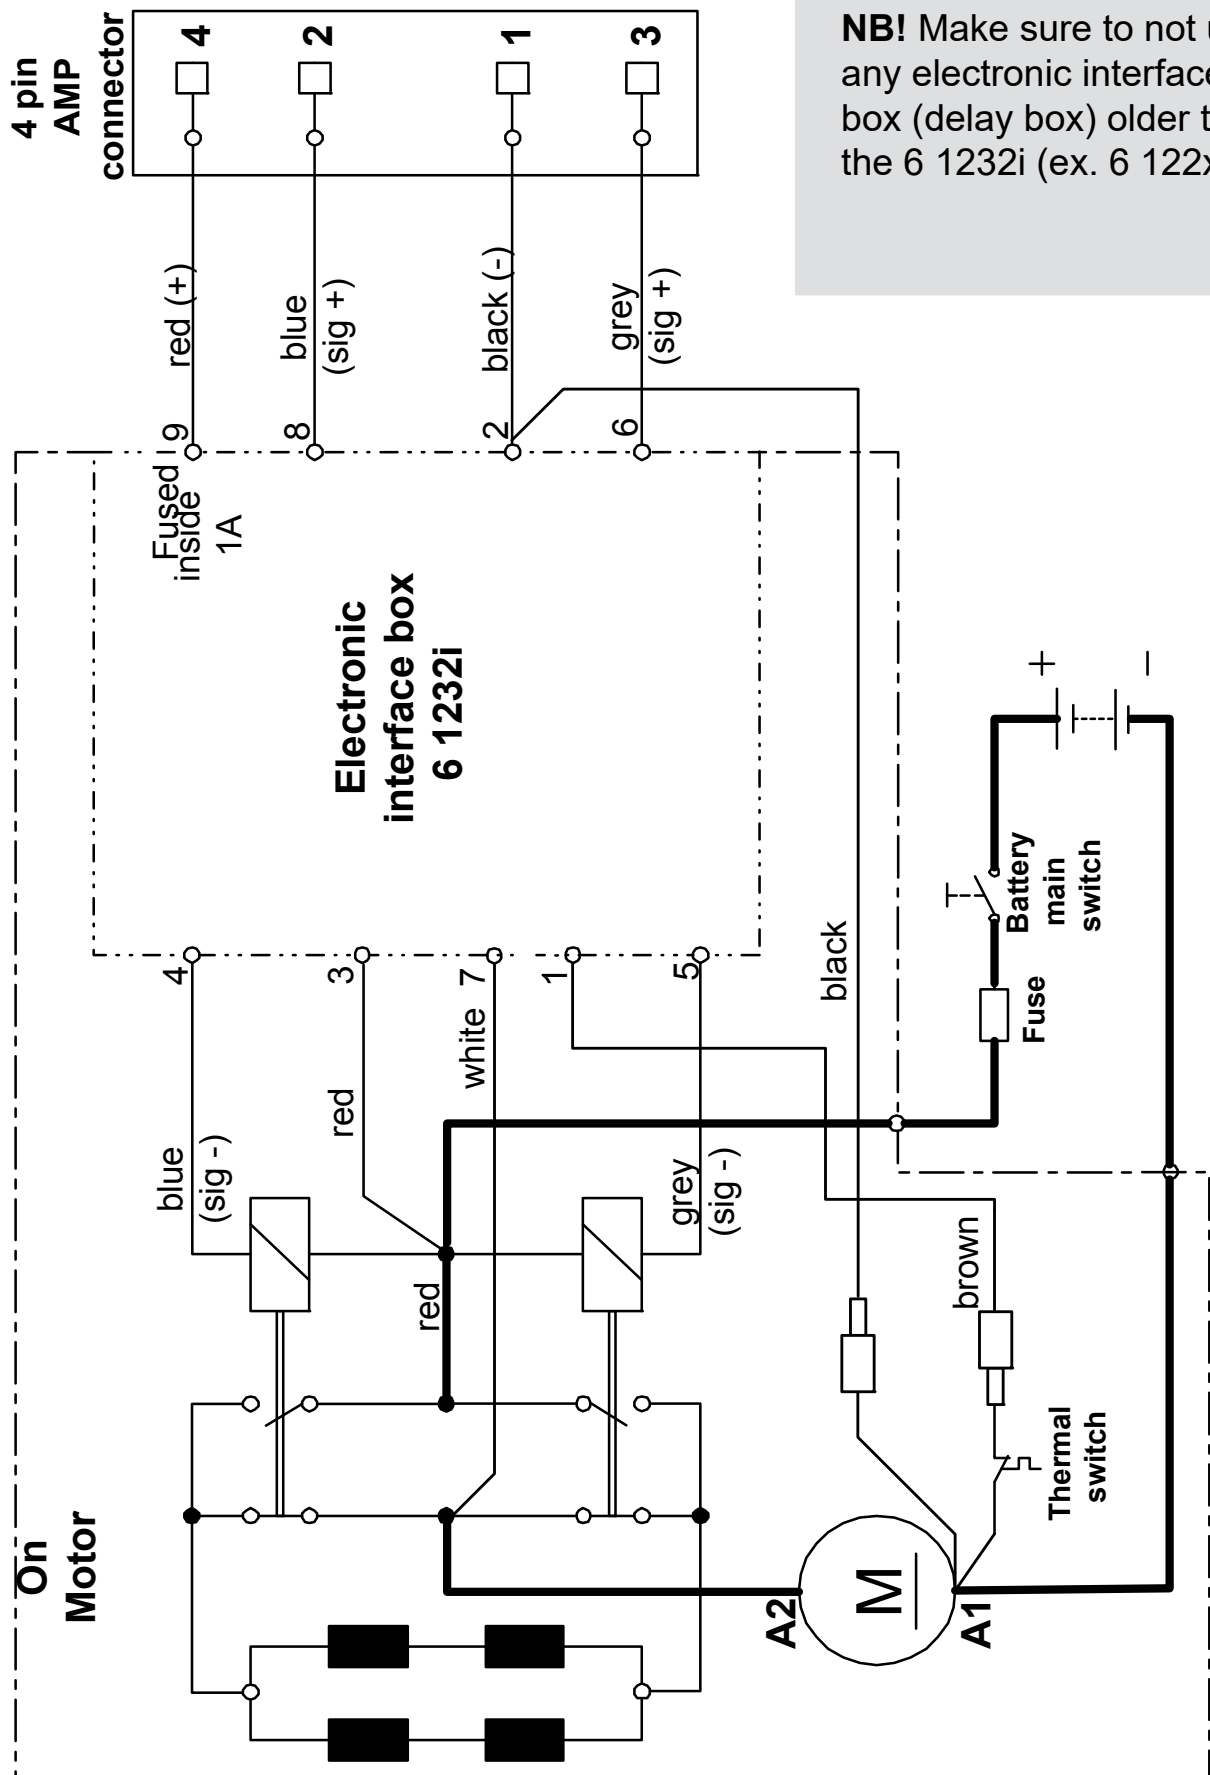 4 pin
AMP
connector
4
2
1
3
NB! Make sure to not
any electronic interface
box (delay box) older
the 6 1232i (ex. 6 122x
red (+)
blue
(sig +)
black (-)
grey
(sig +)
9
8
2
6
Fused
inside
1A
Electronic
interface box
6 1232i
+
−
Battery
main
switch
Fuse
4
3
7
1
5
black
white
red
blue
(sig -)
grey
(sig -)
red
brown
Thermal
switch
On
Motor
M
A2
A1